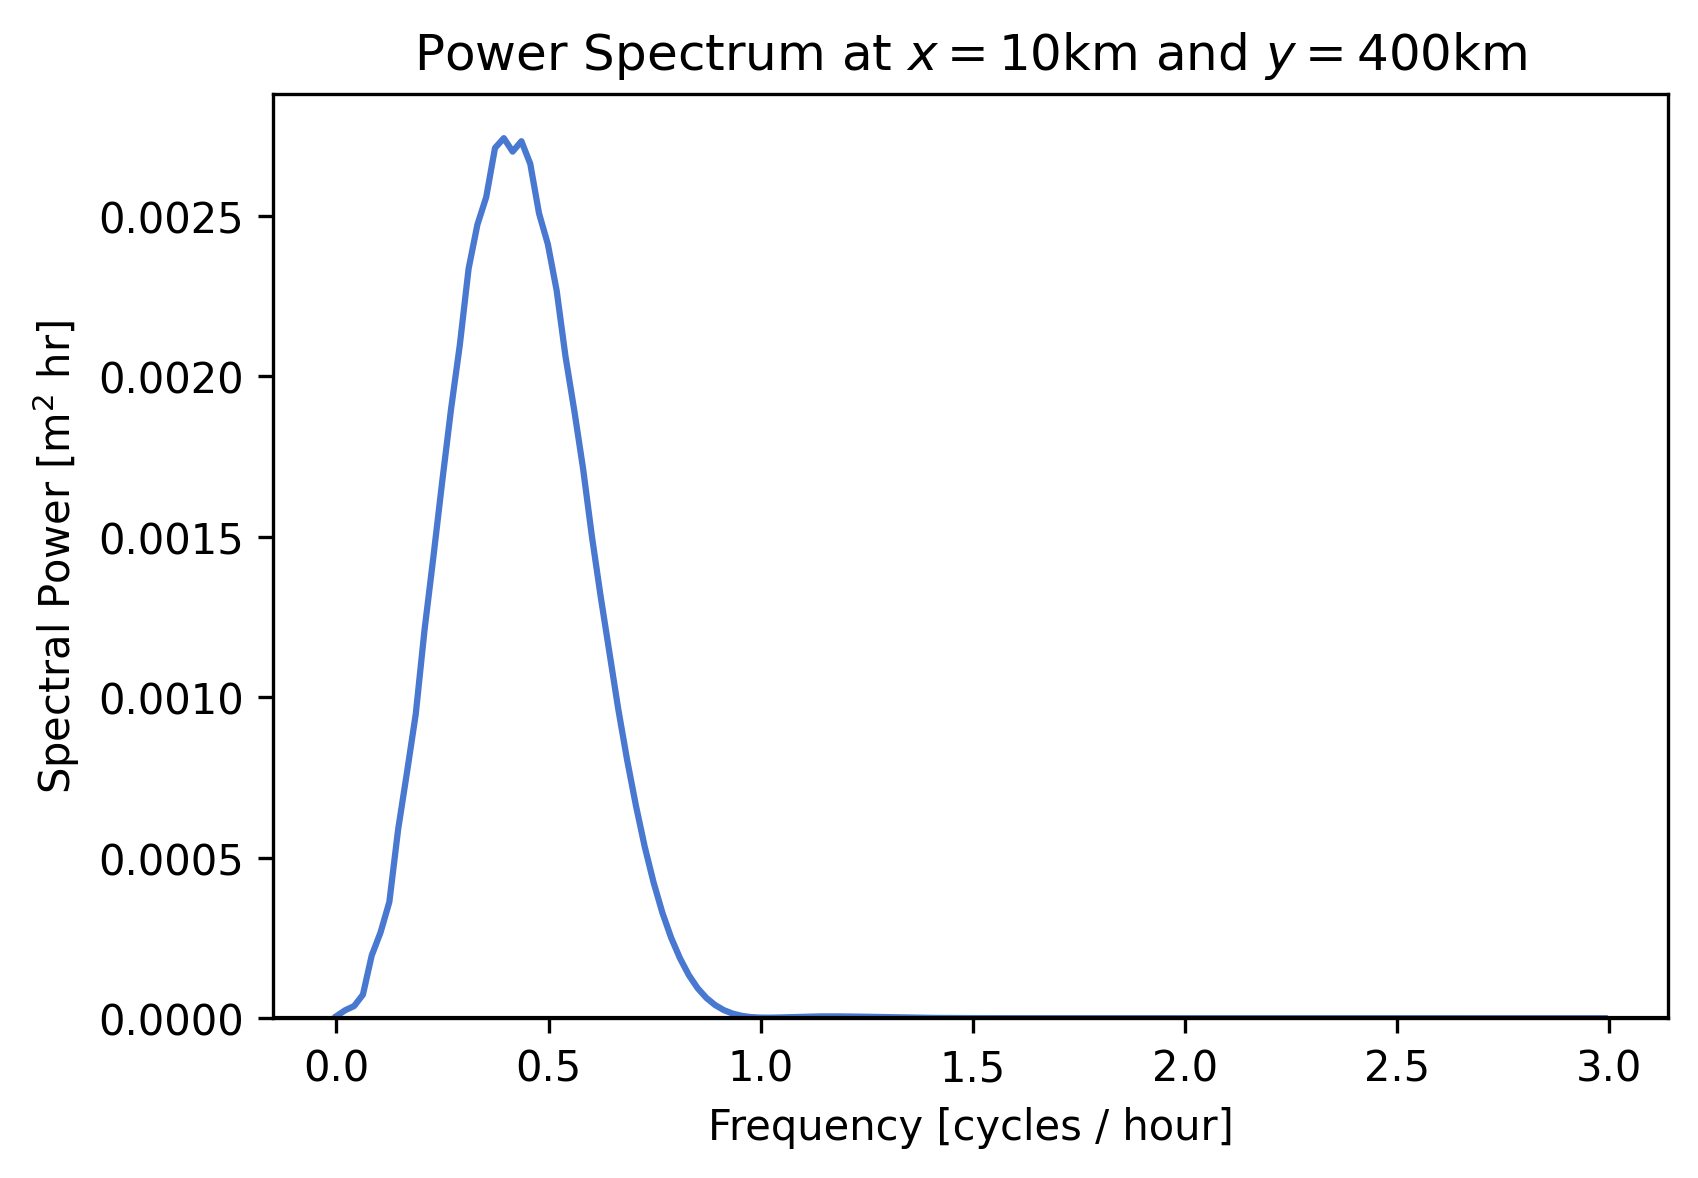 Power Spectrum at x = 10km and y = 400km
Spectral Power [m² hr]
0.0025
0.0020
0.0015
0.0010
0.0005
0.0000
0.0 0.5 1.0 1.5 2.0 2.5 3.0
Frequency [cycles / hour]